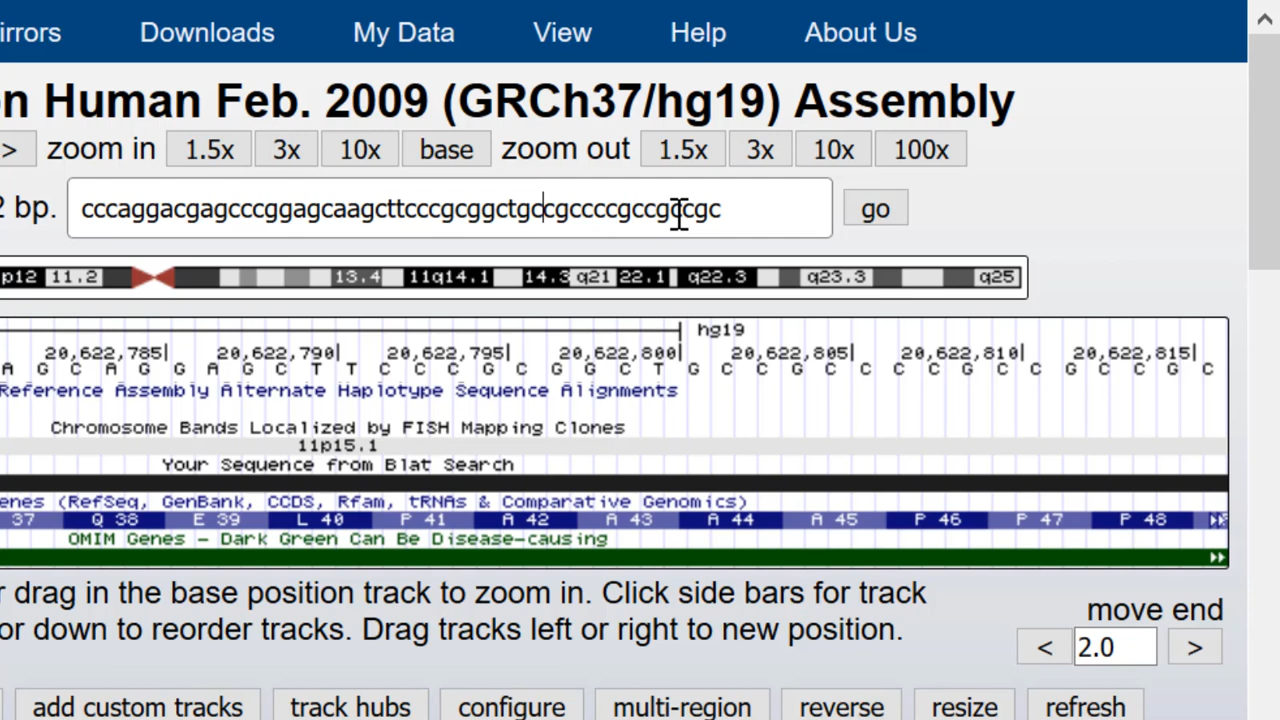 irrors Downloads My Data View Help About Us
on Human Feb. 2009 (GRCh37/hg19) Assembly
> zoom in 1.5x 3x 10x base zoom out 1.5x 3x 10x 100x
2 bp. cccaggacgagcccggagcaagcttcccgcggctgccgccccgccgccgc go
p12 11.2 13.4 11q14.1 14.3 q21 22.1 q22.3 q23.3 q25
hg19
20,622,785| 20,622,790| 20,622,795| 20,622,800| 20,622,805| 20,622,810| 20,622,815|
A G C A G G A G C T T C C C G C G G C T G C C G C C C C G C C G C C G C
Reference Assembly Alternate Haplotype Sequence Alignments
Chromosome Bands Localized by FISH Mapping Clones
11p15.1
Your Sequence from Blat Search
enes (RefSeq, GenBank, CCDS, Rfam, tRNAs & Comparative Genomics)
37 Q 38 E 39 L 40 P 41 A 42 A 43 A 44 A 45 P 46 P 47 P 48
OMIM Genes - Dark Green Can Be Disease-causing
r drag in the base position track to zoom in. Click side bars for track
or down to reorder tracks. Drag tracks left or right to new position.
move end
< 2.0 >
add custom tracks track hubs configure multi-region reverse resize refresh